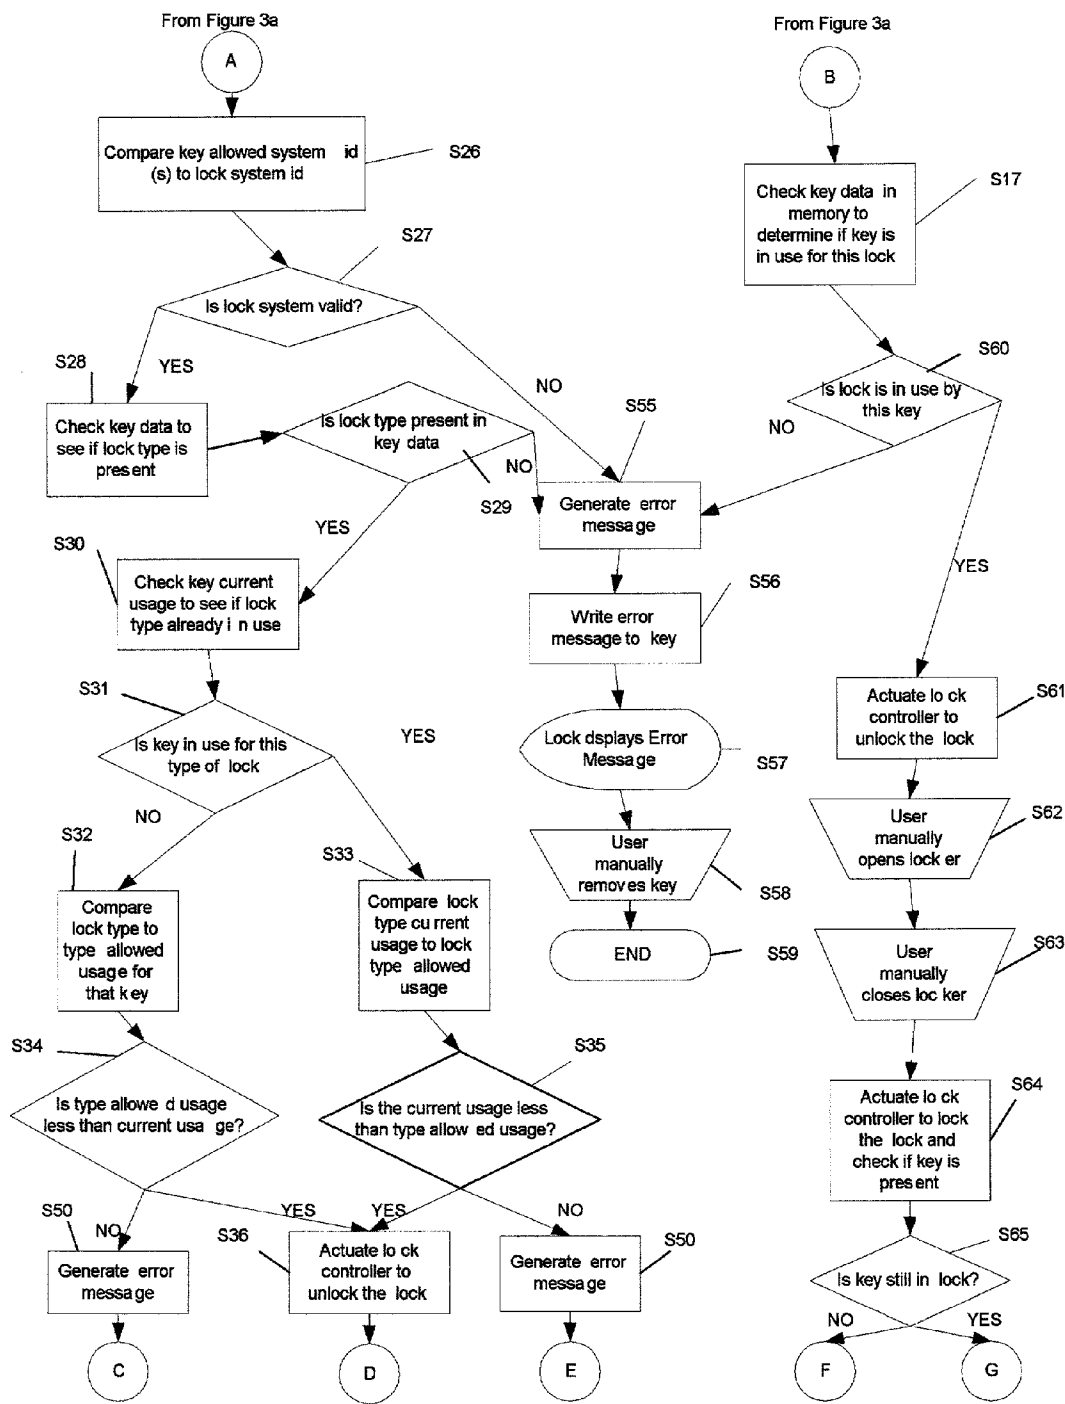 From Figure 3a
A
Compare key allowed system id
(s) to lock system id
S26
S27
Is lock system valid?
YES
NO
S28
Check key data to
see if lock type is
present
Is lock type present in
key data
S29
NO
YES
S30
Check key current
usage to see if lock
type already i n use
S31
Is key in use for this
type of lock
YES
NO
S32
Compare
lock type to
type allowed
usage for
that key
S33
Compare lock
type cu rrent
usage to lock
type allowed
usage
S34
Is type allowe d usage
less than current usa ge?
S35
Is the current usage less
than type allow ed usage?
NO
YES
YES
NO
S50
Generate error
message
S36
Actuate lo ck
controller to
unlock the lock
S50
Generate error
message
C
D
E
S55
Generate error
message
S56
Write error
message to key
Lock dsplays Error
Message
S57
User
manually
removes key
S58
END
S59
From Figure 3a
B
Check key data in
memory to
determine if key is
in use for this lock
S17
S60
Is lock is in use by
this key
NO
YES
Actuate lo ck
controller to
unlock the lock
S61
User
manually
opens lock er
S62
User
manually
closes loc ker
S63
Actuate lo ck
controller to lock
the lock and
check if key is
present
S64
S65
Is key still in lock?
NO
YES
F
G